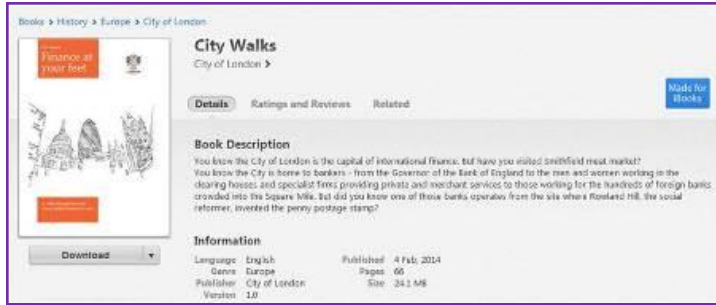 Books > History > Europe > City of London
Finance at
your feet
City Walks
City of London >
Details Ratings and Reviews Related
Made for
iBooks
Book Description
You know the City of London is the capital of international finance. But have you visited Smithfield meat market?
You know the City is home to bankers - from the Governor of the Bank of England to the men and women working in the
clearing houses and specialist firms providing private and merchant services to those working for the hundreds of foreign banks
crowded into the Square Mile. But did you know one of those banks operates from the site where Rowland Hill, the social
reformer, invented the penny postage stamp?
Download
Information
Language English Published 4 Feb, 2014
Genre Europe Pages 66
Publisher City of London Size 24.1 MB
Version 1.0